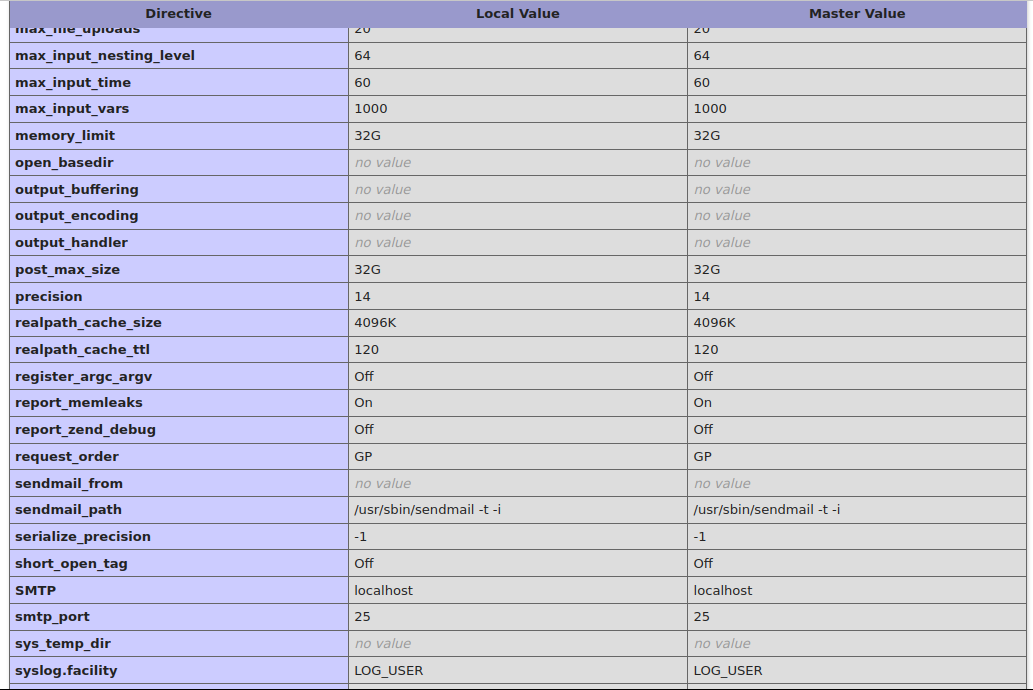 Directive Local Value Master Value
max_file_uploads 20 20
max_input_nesting_level 64 64
max_input_time 60 60
max_input_vars 1000 1000
memory_limit 32G 32G
open_basedir no value no value
output_buffering no value no value
output_encoding no value no value
output_handler no value no value
post_max_size 32G 32G
precision 14 14
realpath_cache_size 4096K 4096K
realpath_cache_ttl 120 120
register_argc_argv Off Off
report_memleaks On On
report_zend_debug Off Off
request_order GP GP
sendmail_from no value no value
sendmail_path /usr/sbin/sendmail -t -i /usr/sbin/sendmail -t -i
serialize_precision -1 -1
short_open_tag Off Off
SMTP localhost localhost
smtp_port 25 25
sys_temp_dir no value no value
syslog.facility LOG_USER LOG_USER